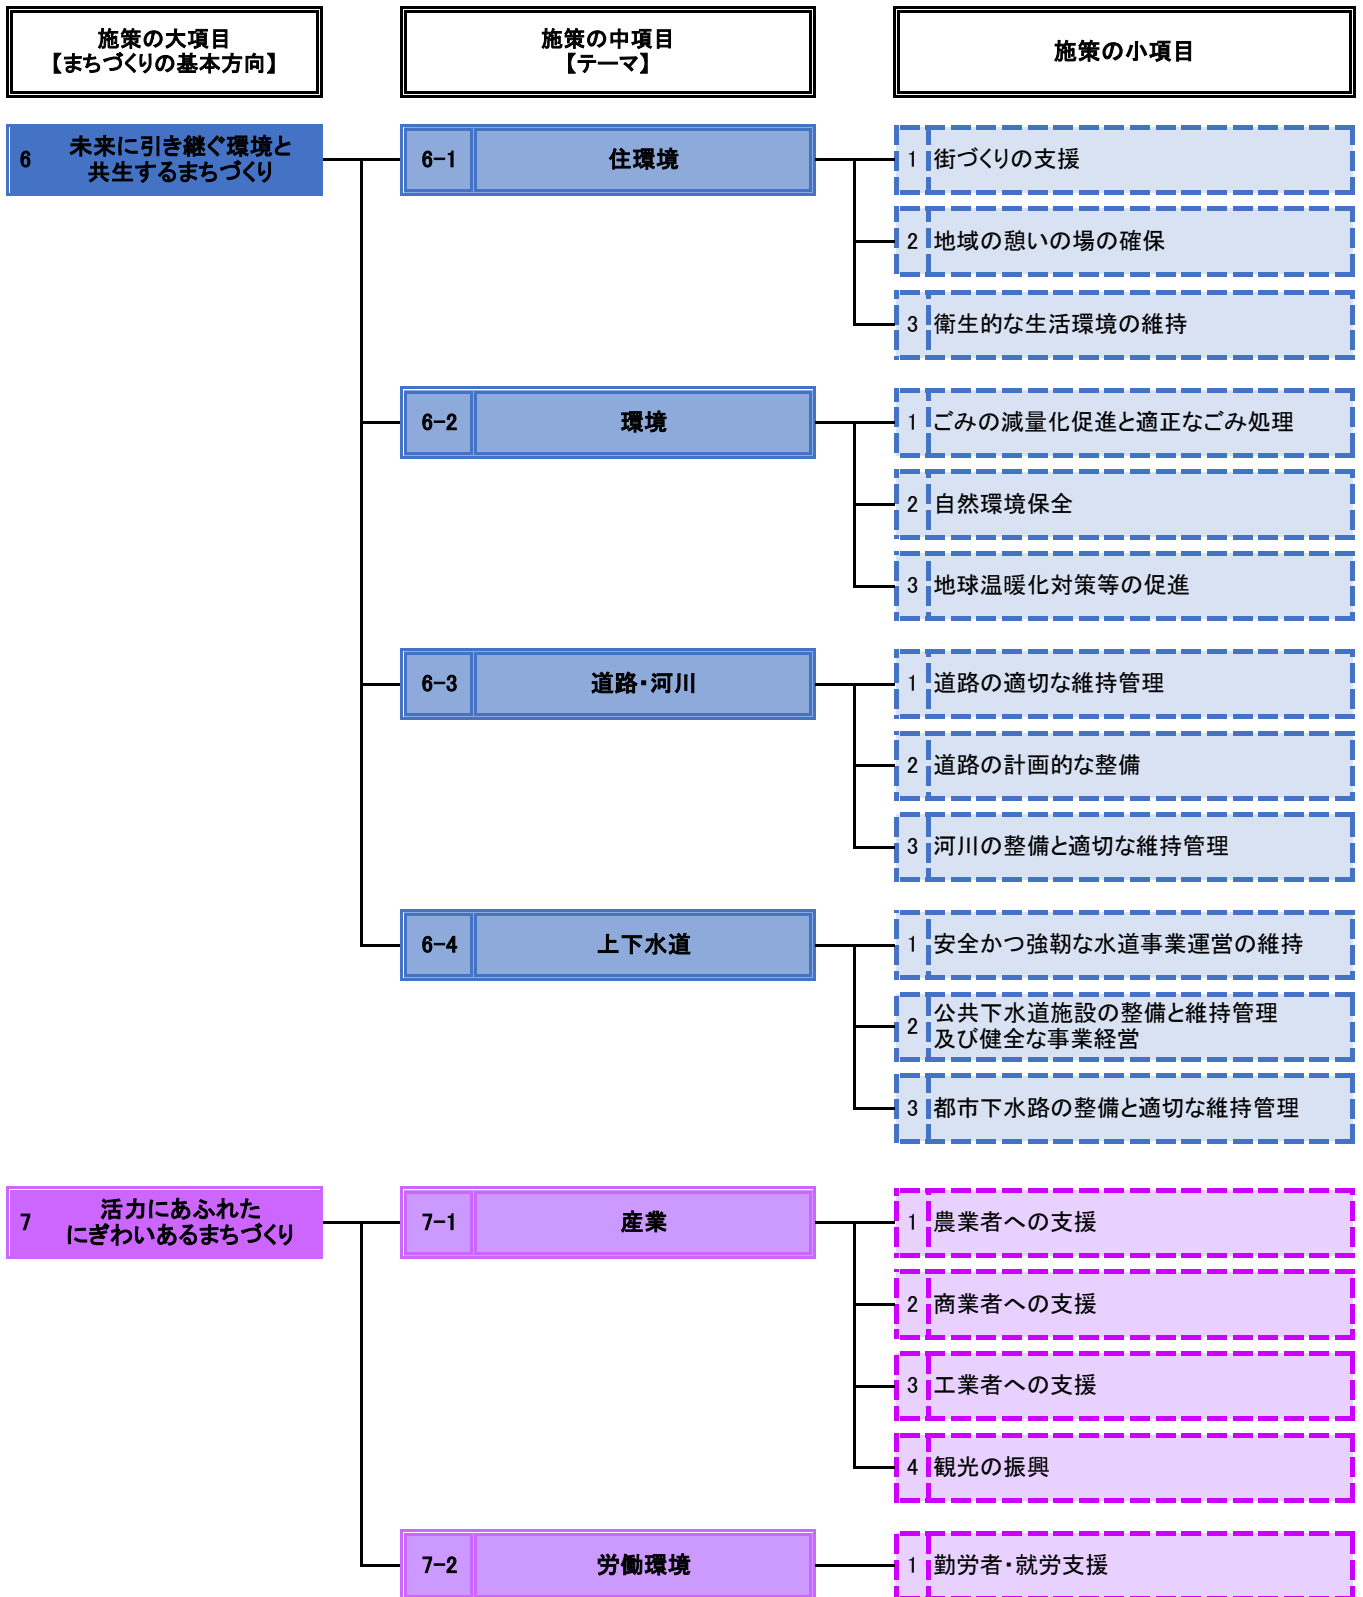 施策の大項目
【まちづくりの基本方向】
施策の中項目
【テーマ】
施策の小項目
6 未来に引き継ぐ環境と
共生するまちづくり
6-1 住環境
1 街づくりの支援
2 地域の憩いの場の確保
3 衛生的な生活環境の維持
6-2 環境
1 ごみの減量化促進と適正なごみ処理
2 自然環境保全
3 地球温暖化対策等の促進
6-3 道路・河川
1 道路の適切な維持管理
2 道路の計画的な整備
3 河川の整備と適切な維持管理
6-4 上下水道
1 安全かつ強靭な水道事業運営の維持
2 公共下水道施設の整備と維持管理
及び健全な事業経営
3 都市下水路の整備と適切な維持管理
7 活力にあふれた
にぎわいあるまちづくり
7-1 産業
1 農業者への支援
2 商業者への支援
3 工業者への支援
4 観光の振興
7-2 労働環境
1 勤労者・就労支援